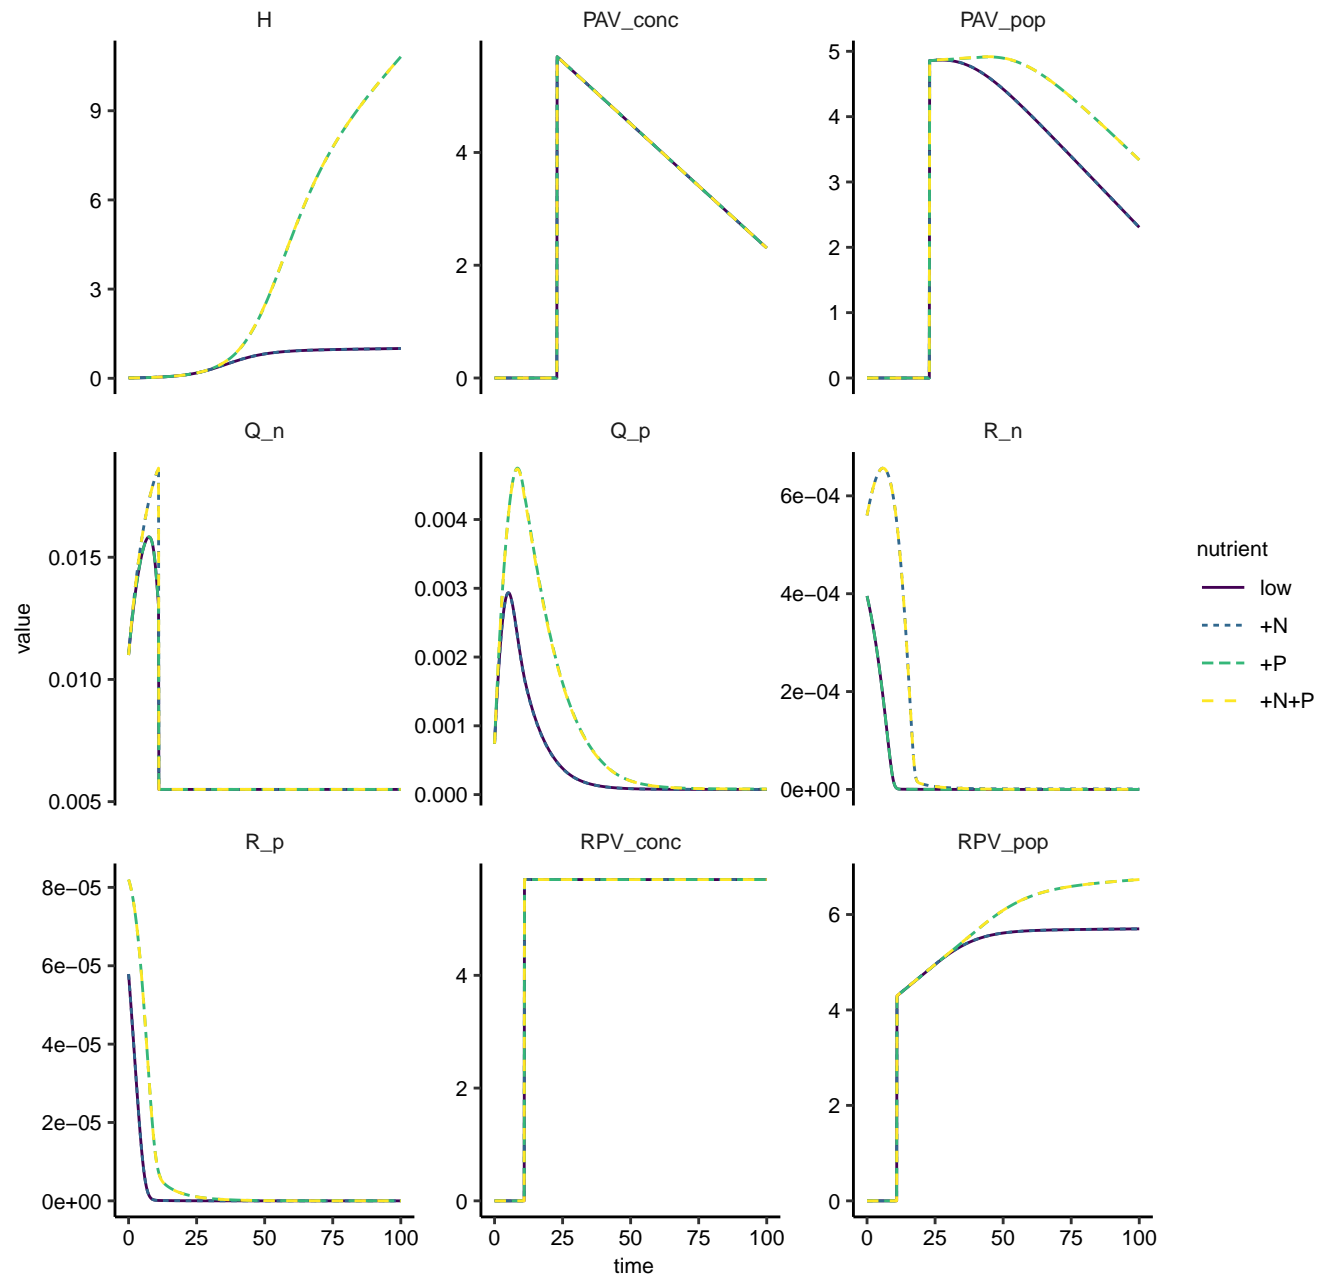 H
PAV_conc
PAV_pop
9
6
3
0
4
2
0
5
4
3
2
1
0
Q_n
Q_p
R_n
0.015
0.010
0.005
0.004
0.003
0.002
0.001
0.000
6e−04
4e−04
2e−04
0e+00
value
nutrient
low
+N
+P
+N+P
R_p
RPV_conc
RPV_pop
8e−05
6e−05
4e−05
2e−05
0e+00
4
2
0
6
4
2
0
0 25 50 75 100
0 25 50 75 100
0 25 50 75 100
time